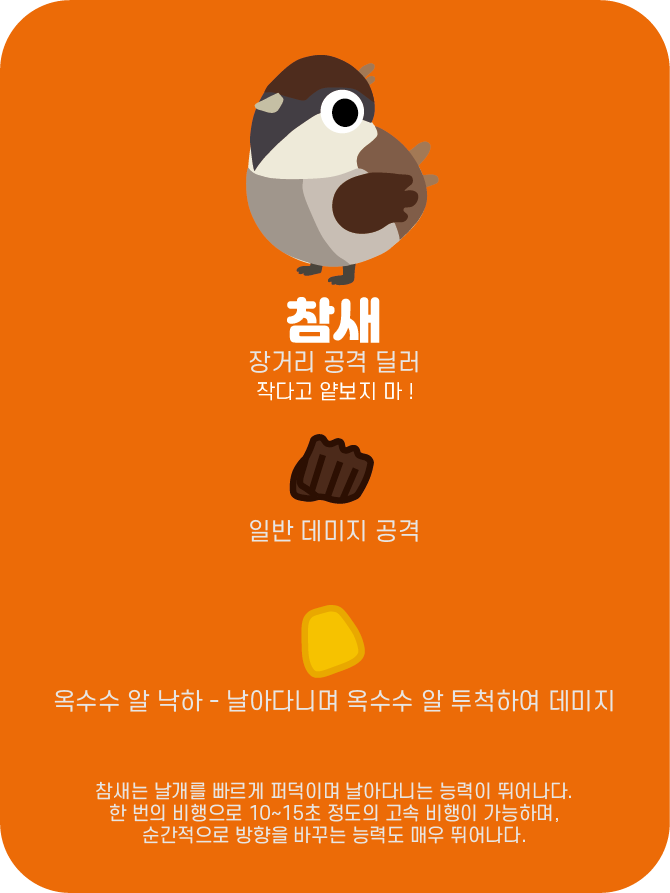 참새
장거리 공격 딜러
작다고 얕보지 마 !
일반 데미지 공격
옥수수 알 낙하 - 날아다니며 옥수수 알 투척하여 데미지
참새는 날개를 빠르게 퍼덕이며 날아다니는 능력이 뛰어나다.
한 번의 비행으로 10~15초 정도의 고속 비행이 가능하며,
순간적으로 방향을 바꾸는 능력도 매우 뛰어나다.